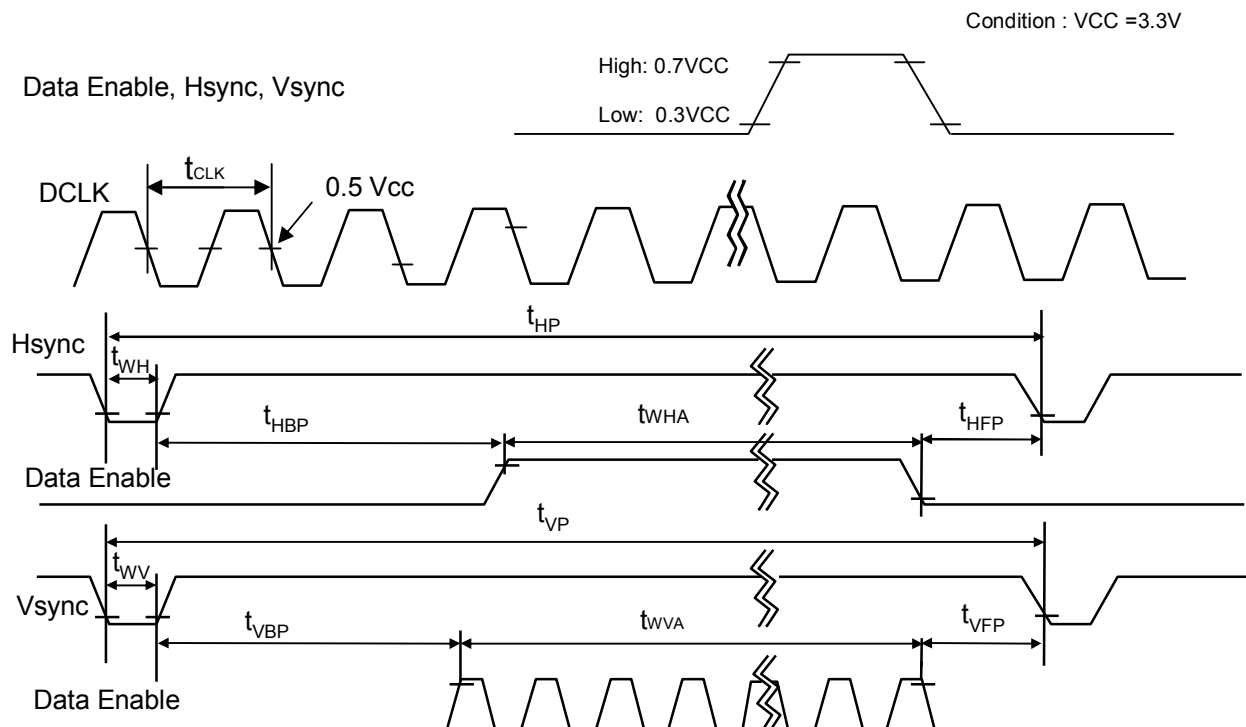 Condition : VCC =3.3V
High: 0.7VCC
Data Enable, Hsync, Vsync
Low: 0.3VCC
tCLK
DCLK
0.5 Vcc
tHP
Hsync
tWH
tHBP
tWHA
tHFP
Data Enable
tVP
tWV
Vsync
tVBP
tWVA
tVFP
Data Enable